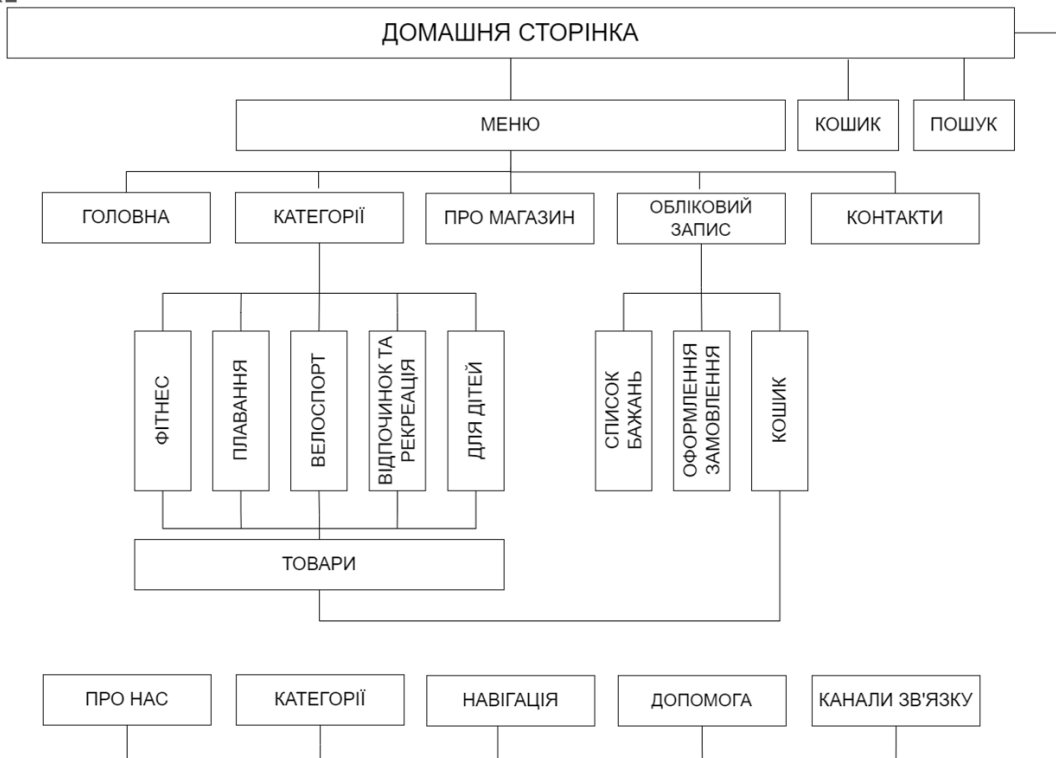 ДОМАШНЯ СТОРІНКА
МЕНЮ
КОШИК
ПОШУК
ГОЛОВНА
КАТЕГОРІЇ
ПРО МАГАЗИН
ОБЛІКОВИЙ
ЗАПИС
КОНТАКТИ
ФІТНЕС
ПЛАВАННЯ
ВЕЛОСПОРТ
ВІДПОЧИНОК ТА
РЕКРЕАЦІЯ
ДЛЯ ДІТЕЙ
СПИСОК
БАЖАНЬ
ОФОРМЛЕННЯ
ЗАМОВЛЕННЯ
КОШИК
ТОВАРИ
ПРО НАС
КАТЕГОРІЇ
НАВІГАЦІЯ
ДОПОМОГА
КАНАЛИ ЗВ'ЯЗКУ